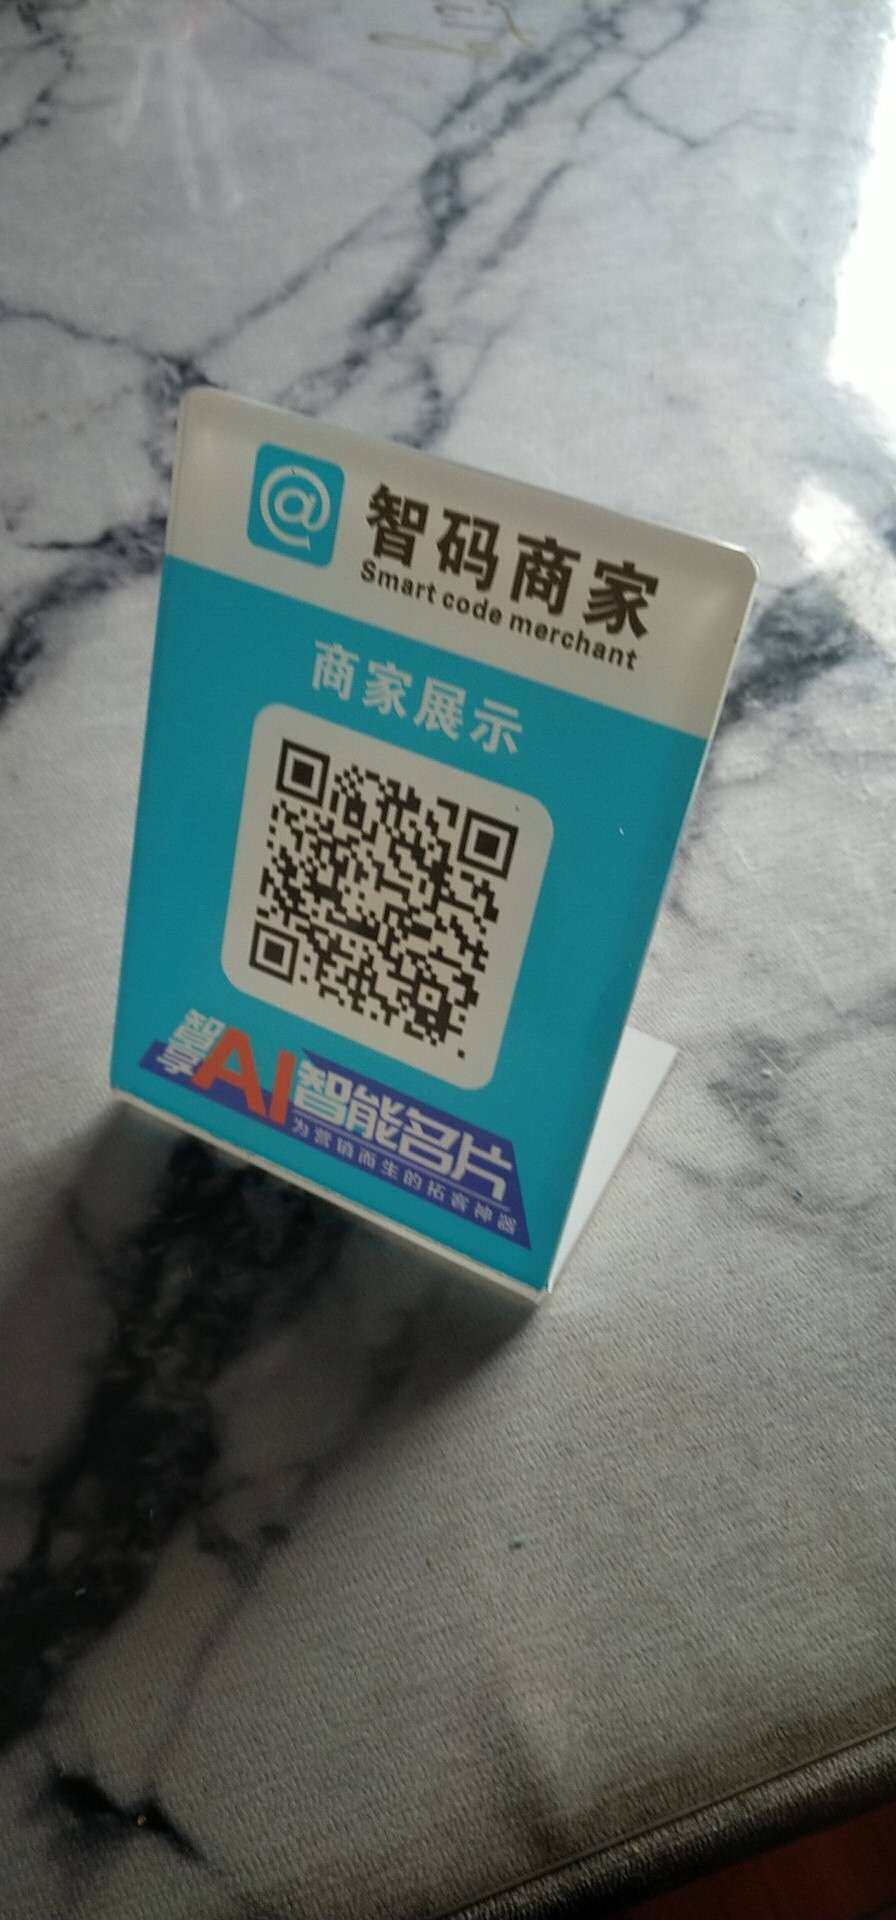 @
智码商家
Smart code merchant
商家展示
智享AI智能名片
为营销而生的拓客神器